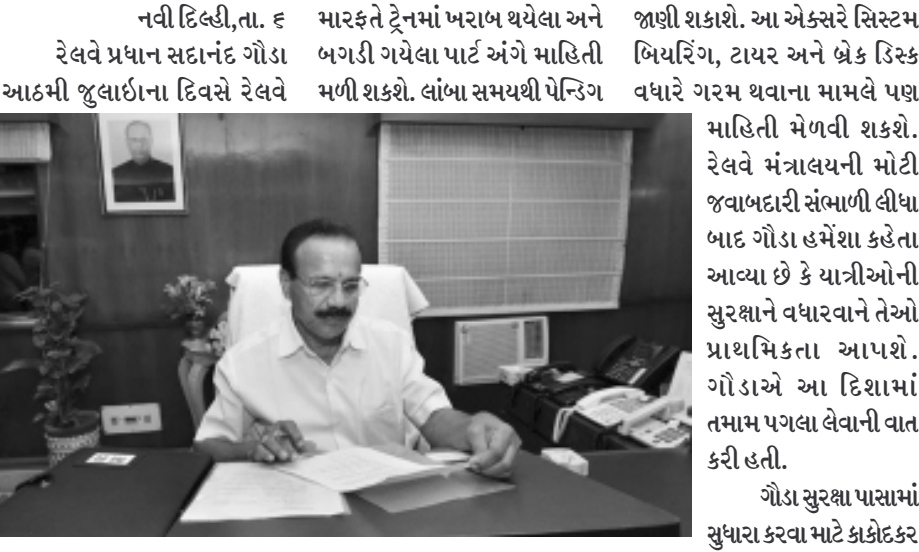 નવી દિલ્હી,તા. ૬
રેલવે પ્રધાન સદાનંદ ગૌડા
આઠમી જુલાઇના દિવસે રેલવે
મારફતે ટ્રેનમાં ખરાબ થયેલા અને
બગડી ગયેલા પાર્ટ અંગે માહિતી
મળી શકશે. લાંબા સમયથી પેન્ડિગ
જાણી શકાશે. આ એક્સરે સિસ્ટમ
બિયરિંગ, ટાયર અને બ્રેક ડિસ્ક
વધારે ગરમ થવાના મામલે પણ
માહિતી મેળવી શકશે.
રેલવે મંત્રાલયની મોટી
જવાબદારી સંભાળી લીધા
બાદ ગૌડા હમેંશા કહેતા
આવ્યા છે કે યાત્રીઓની
સુરક્ષાને વધારવાને તેઓ
પ્રાથમિકતા આપશે.
ગૌડાએ આ દિશામાં
તમામ પગલા લેવાની વાત
કરી હતી.
ગૌડા સુરક્ષા પાસામાં
સુધારા કરવા માટે કાકોદકર